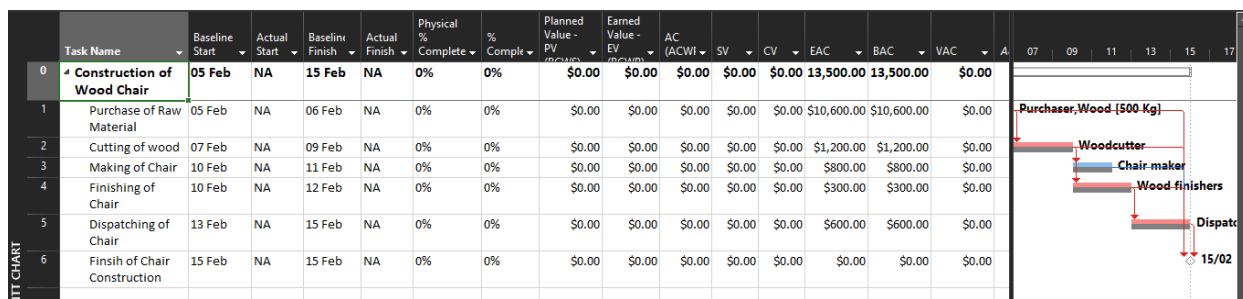 Task Name
Baseline
Start
Actual
Start
Baseline
Finish
Actual
Finish
Physical
%
Complete
%
Comple
Planned
Value -
PV
Earned
Value -
EV
AC
SV
CV
EAC
BAC
VAC
07 09 11 13 15 17
0 Construction of Wood Chair 05 Feb NA 15 Feb NA 0% 0% $0.00 $0.00 $0.00 $0.00 $0.00 13,500.00 13,500.00 $0.00
1 Purchase of Raw Material 05 Feb NA 06 Feb NA 0% 0% $0.00 $0.00 $0.00 $0.00 $0.00 $10,600.00 $10,600.00 $0.00 Purchaser,Wood [500 Kg]
2 Cutting of wood 07 Feb NA 09 Feb NA 0% 0% $0.00 $0.00 $0.00 $0.00 $0.00 $1,200.00 $1,200.00 $0.00 Woodcutter
3 Making of Chair 10 Feb NA 11 Feb NA 0% 0% $0.00 $0.00 $0.00 $0.00 $0.00 $800.00 $800.00 $0.00 Chair maker
4 Finishing of Chair 10 Feb NA 12 Feb NA 0% 0% $0.00 $0.00 $0.00 $0.00 $0.00 $300.00 $300.00 $0.00 Wood finishers
5 Dispatching of Chair 13 Feb NA 15 Feb NA 0% 0% $0.00 $0.00 $0.00 $0.00 $0.00 $600.00 $600.00 $0.00 Dispatc
6 Finsih of Chair Construction 15 Feb NA 15 Feb NA 0% 0% $0.00 $0.00 $0.00 $0.00 $0.00 $0.00 $0.00 $0.00 15/02
TT CHART